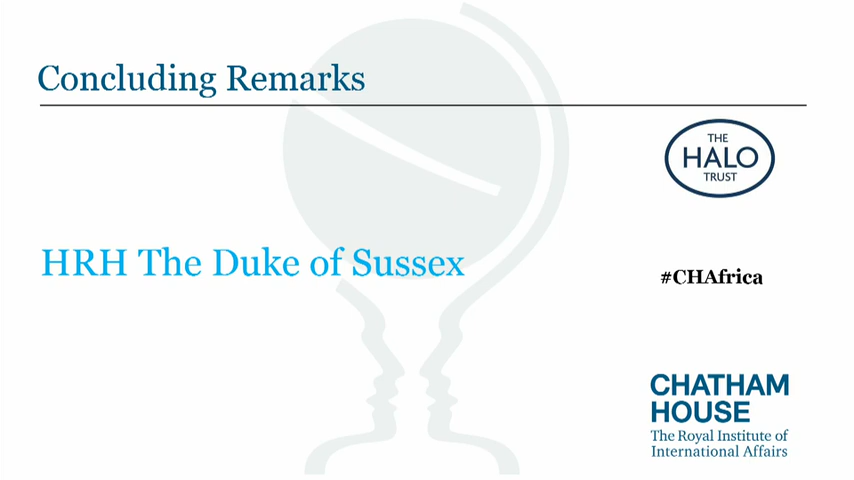 Concluding Remarks
THE
HALO
TRUST
HRH The Duke of Sussex
#CHAfrica
CHATHAM
HOUSE
The Royal Institute of
International Affairs